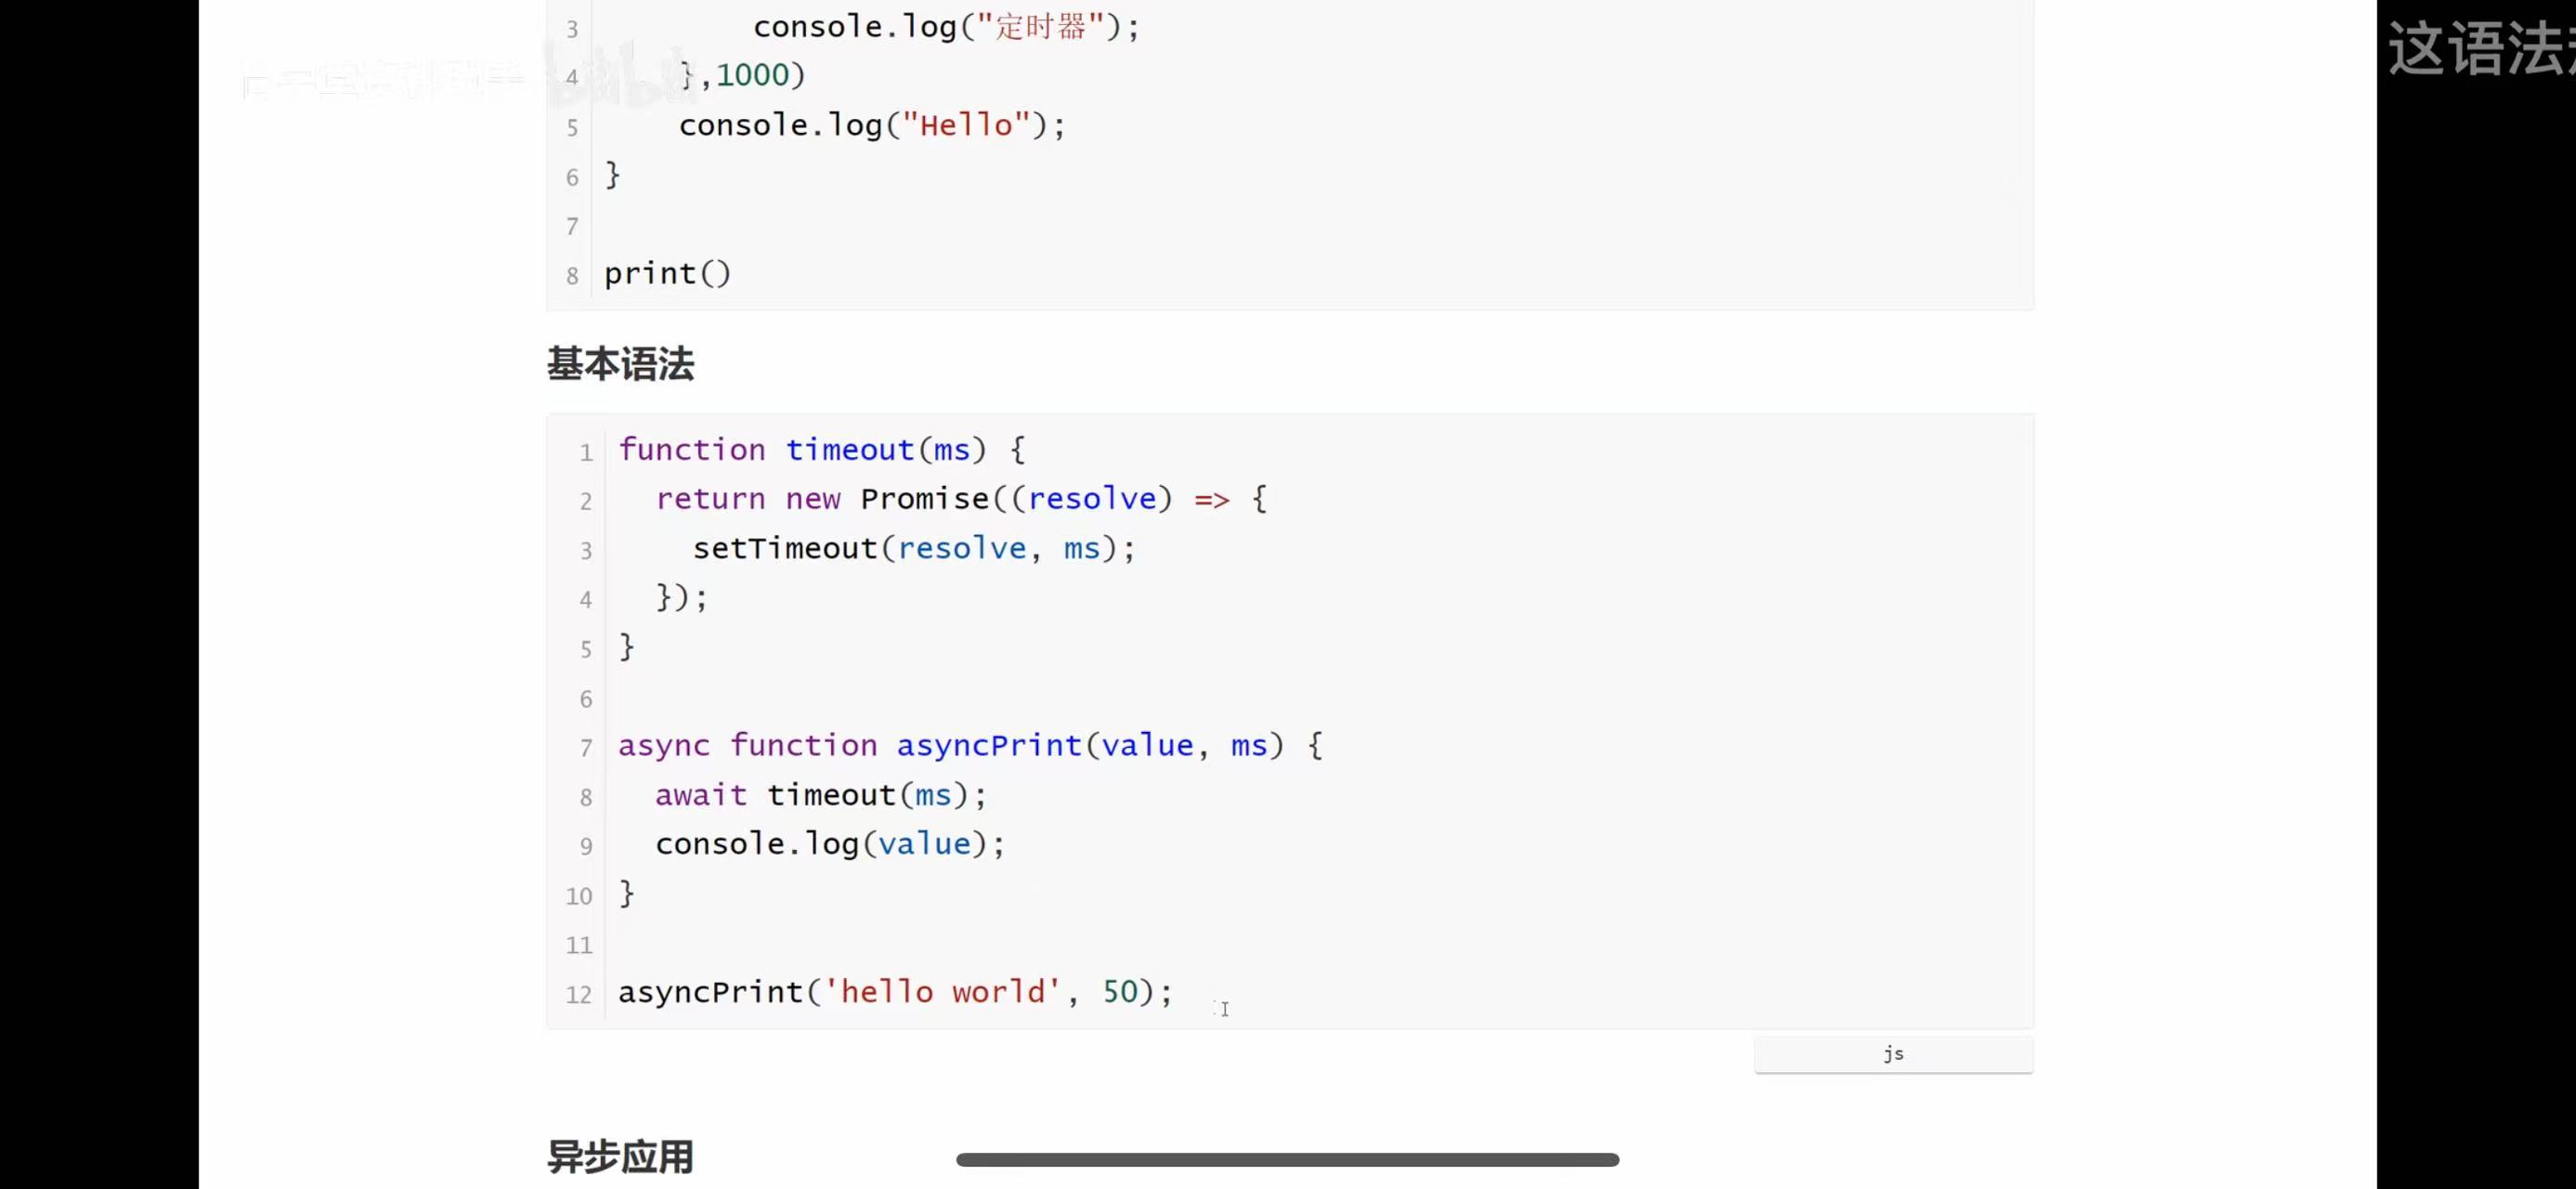 3 console.log("定时器");
4 },1000)
5 console.log("Hello");
6 }
7
8 print()
基本语法
1 function timeout(ms) {
2 return new Promise((resolve) => {
3 setTimeout(resolve, ms);
4 });
5 }
6
7 async function asyncPrint(value, ms) {
8 await timeout(ms);
9 console.log(value);
10 }
11
12 asyncPrint('hello world', 50);
js
异步应用
这语法
bilibili